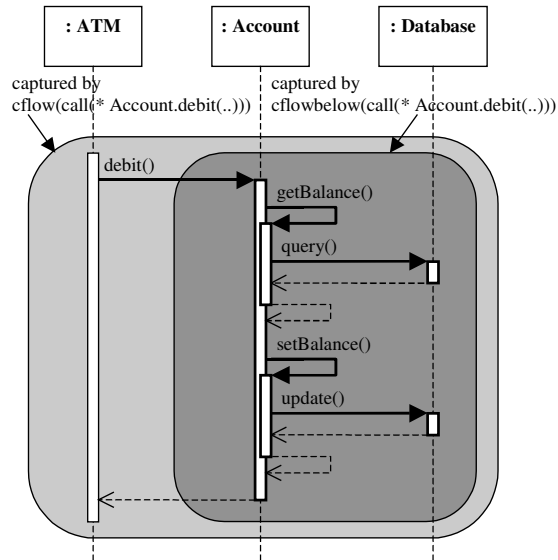 : ATM
: Account
: Database
captured by
cflow(call(* Account.debit(..)))
captured by
cflowbelow(call(* Account.debit(..)))
debit()
getBalance()
query()
setBalance()
update()